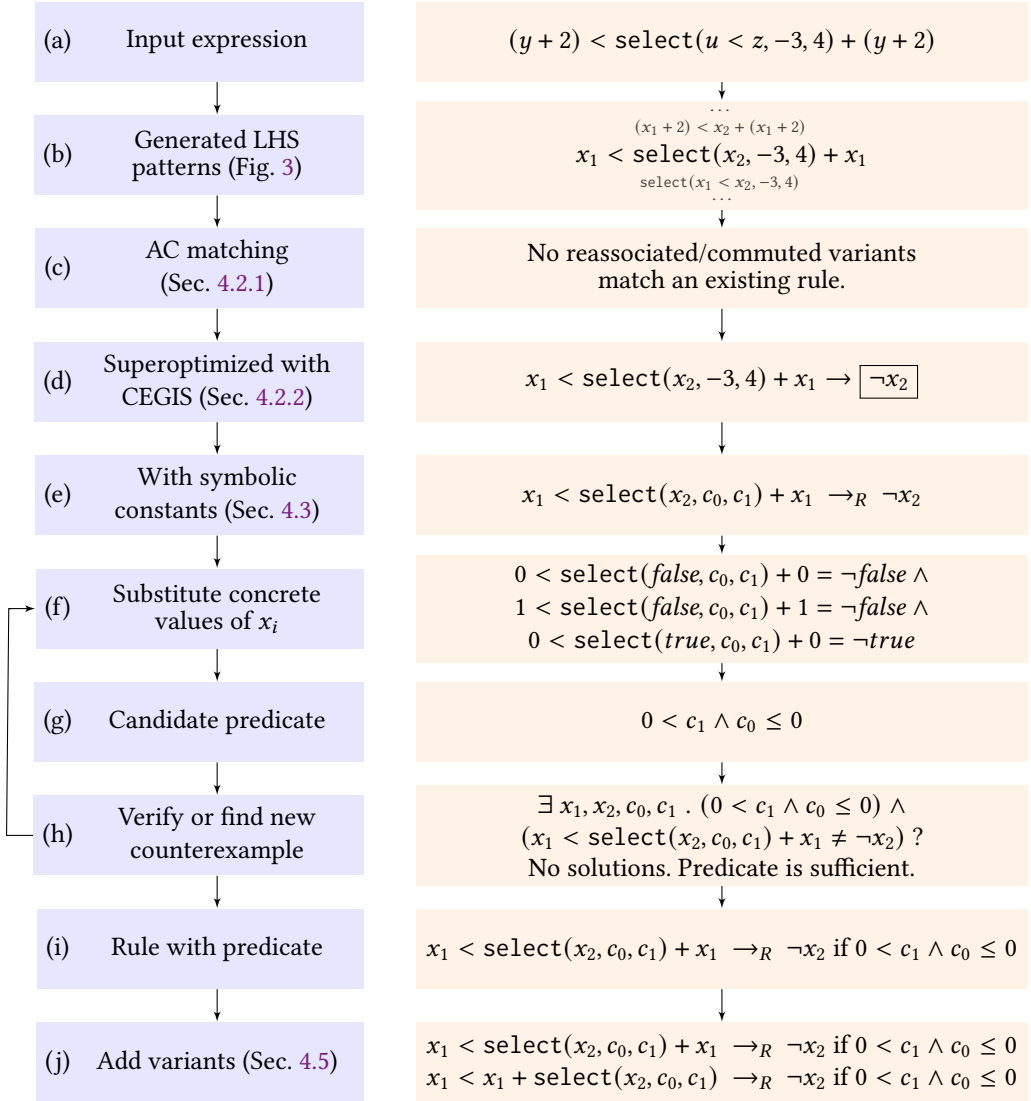 (a) Input expression
(y + 2) < select(u < z, −3, 4) + (y + 2)
(b) Generated LHS
patterns (Fig. 3)
...
(x₁ + 2) < x₂ + (x₁ + 2)
x₁ < select(x₂, −3, 4) + x₁
select(x₁ < x₂, −3, 4)
...
(c) AC matching
(Sec. 4.2.1)
No reassociated/commuted variants
match an existing rule.
(d) Superoptimized with
CEGIS (Sec. 4.2.2)
x₁ < select(x₂, −3, 4) + x₁ → ¬x₂
(e) With symbolic
constants (Sec. 4.3)
x₁ < select(x₂, c₀, c₁) + x₁ →R ¬x₂
(f) Substitute concrete
values of xᵢ
0 < select(false, c₀, c₁) + 0 = ¬false ∧
1 < select(false, c₀, c₁) + 1 = ¬false ∧
0 < select(true, c₀, c₁) + 0 = ¬true
(g) Candidate predicate
0 < c₁ ∧ c₀ ≤ 0
(h) Verify or find new
counterexample
∃ x₁, x₂, c₀, c₁ . (0 < c₁ ∧ c₀ ≤ 0) ∧
(x₁ < select(x₂, c₀, c₁) + x₁ ≠ ¬x₂) ?
No solutions. Predicate is sufficient.
(i) Rule with predicate
x₁ < select(x₂, c₀, c₁) + x₁ →R ¬x₂ if 0 < c₁ ∧ c₀ ≤ 0
(j) Add variants (Sec. 4.5)
x₁ < select(x₂, c₀, c₁) + x₁ →R ¬x₂ if 0 < c₁ ∧ c₀ ≤ 0
x₁ < x₁ + select(x₂, c₀, c₁) →R ¬x₂ if 0 < c₁ ∧ c₀ ≤ 0